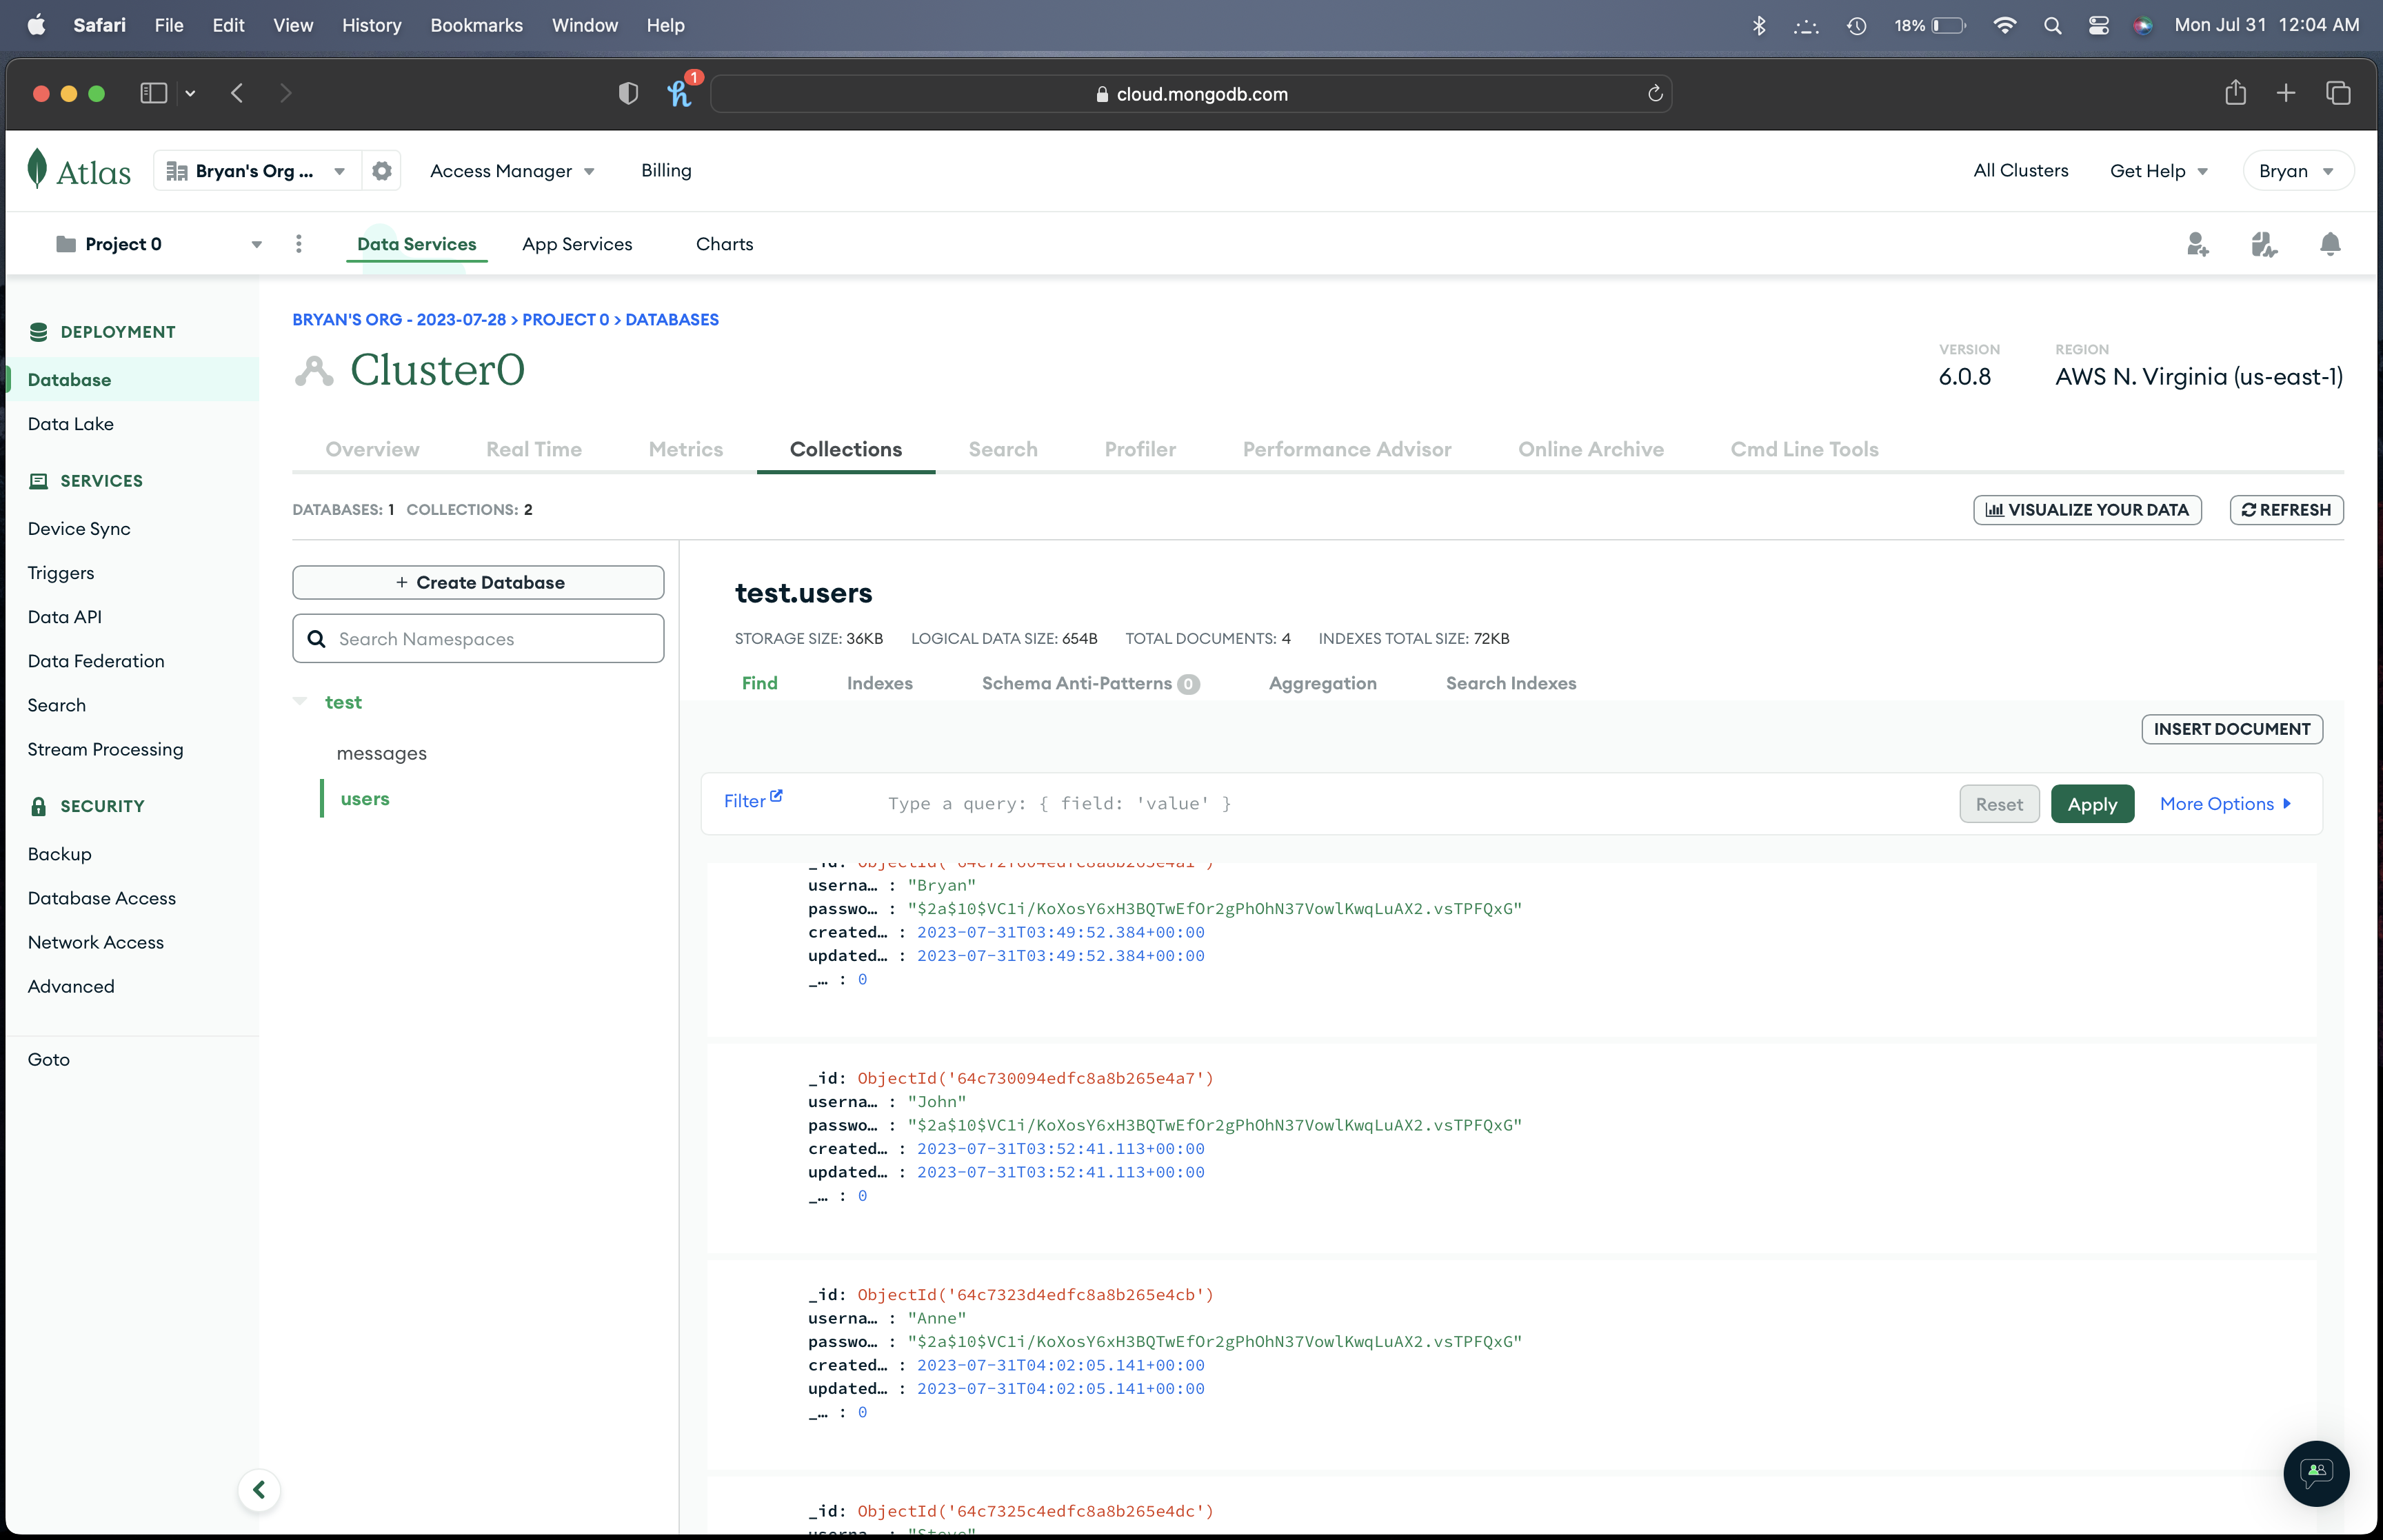 Safari File Edit View History Bookmarks Window Help 18% Mon Jul 31 12:04 AM
1 cloud.mongodb.com
Atlas Bryan's Org ... Access Manager Billing All Clusters Get Help Bryan
Project 0 Data Services App Services Charts
DEPLOYMENT
Database
Data Lake
SERVICES
Device Sync
Triggers
Data API
Data Federation
Search
Stream Processing
SECURITY
Backup
Database Access
Network Access
Advanced
Goto
BRYAN'S ORG - 2023-07-28 > PROJECT 0 > DATABASES
Cluster0
VERSION
6.0.8
REGION
AWS N. Virginia (us-east-1)
Overview Real Time Metrics Collections Search Profiler Performance Advisor Online Archive Cmd Line Tools
DATABASES: 1 COLLECTIONS: 2
VISUALIZE YOUR DATA REFRESH
+ Create Database
Search Namespaces
test
messages
users
test.users
STORAGE SIZE: 36KB LOGICAL DATA SIZE: 654B TOTAL DOCUMENTS: 4 INDEXES TOTAL SIZE: 72KB
Find Indexes Schema Anti-Patterns 0 Aggregation Search Indexes
INSERT DOCUMENT
Filter Type a query: { field: 'value' } Reset Apply More Options
_id: ObjectId('
userna… : "Bryan"
passwo… : "$2a$10$VC1i/KoXosY6xH3BQTwEfOr2gPhOhN37VowlKwqLuAX2.vsTPFQxG"
created… : 2023-07-31T03:49:52.384+00:00
updated… : 2023-07-31T03:49:52.384+00:00
_… : 0
_id: ObjectId('64c730094edfc8a8b265e4a7')
userna… : "John"
passwo… : "$2a$10$VC1i/KoXosY6xH3BQTwEfOr2gPhOhN37VowlKwqLuAX2.vsTPFQxG"
created… : 2023-07-31T03:52:41.113+00:00
updated… : 2023-07-31T03:52:41.113+00:00
_… : 0
_id: ObjectId('64c7323d4edfc8a8b265e4cb')
userna… : "Anne"
passwo… : "$2a$10$VC1i/KoXosY6xH3BQTwEfOr2gPhOhN37VowlKwqLuAX2.vsTPFQxG"
created… : 2023-07-31T04:02:05.141+00:00
updated… : 2023-07-31T04:02:05.141+00:00
_… : 0
_id: ObjectId('64c7325c4edfc8a8b265e4dc')
userna… : "Steve"